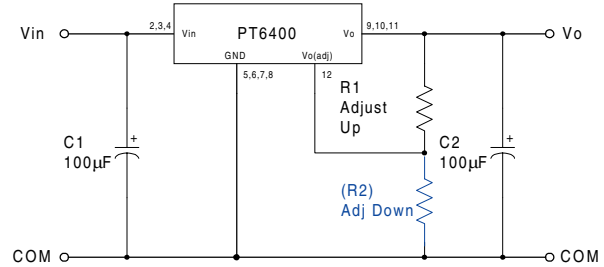 Vin
2,3,4
Vin
PT6400
Vo
9,10,11
Vo
GND
Vo(adj)
5,6,7,8
12
R1
Adjust
Up
C1
100µF
+
C2
100µF
+
(R2)
Adj Down
COM
COM